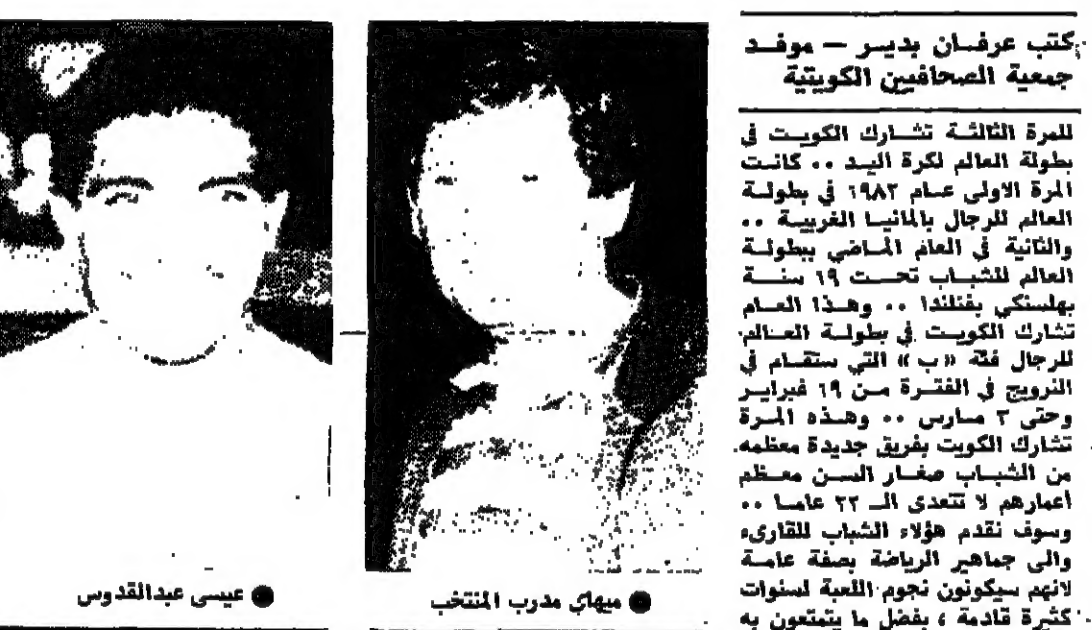 كتب عرفان بدير — موفد
جمعية الصحافيين الكويتية
للمرة الثالثة تشارك الكويت في
بطولة العالم لكرة اليد .. كانت
المرة الاولى عام ١٩٨٢ في بطولة
العالم للرجال بالمانيا الغربية ..
والثانية في العام الماضي ببطولة
العالم للشباب تحت ١٩ سنة
بهلسنكي بفنلندا .. وهذا العام
تشارك الكويت في بطولة العالم
للرجال فئة «ب» التي ستقام في
النرويج في الفترة من ١٩ فبراير
وحتى ٢ مارس .. وهذه المرة
تشارك الكويت بفريق جديدة معظمه
من الشباب صغار السن معظم
أعمارهم لا تتعدى الـ ٢٢ عاما ..
وسوف نقدم هؤلاء الشباب للقارىء
والى جماهير الرياضة بصفة عامة
لانهم سيكونون نجوم اللعبة لسنوات
كثيرة قادمة ، بفضل ما يتمتعون به
● ميهاي مدرب المنتخب
● عيسى عبدالقدوس